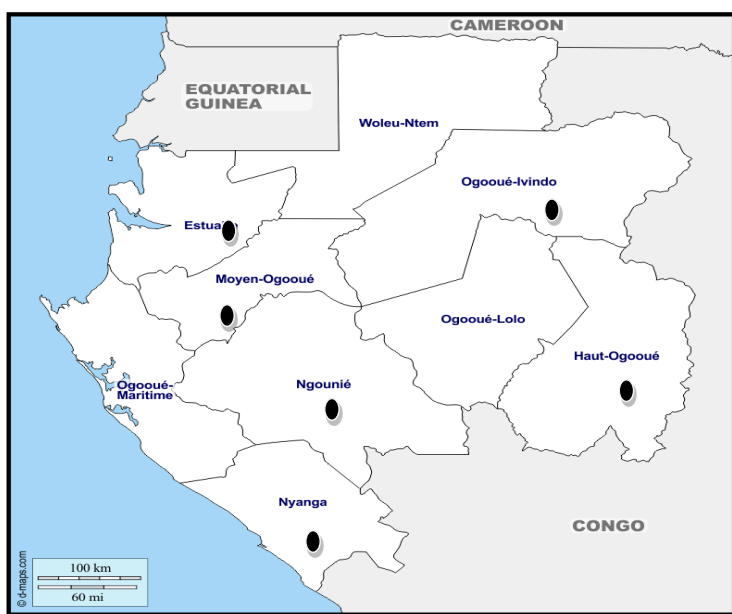 CAMEROON
EQUATORIAL
GUINEA
Woleu-Ntem
Ogooué-Ivindo
Estuaire
Moyen-Ogooué
Ogooué-Lolo
Haut-Ogooué
Ogooué-
Maritime
Ngounié
Nyanga
CONGO
100 km
60 mi
© d-maps.com